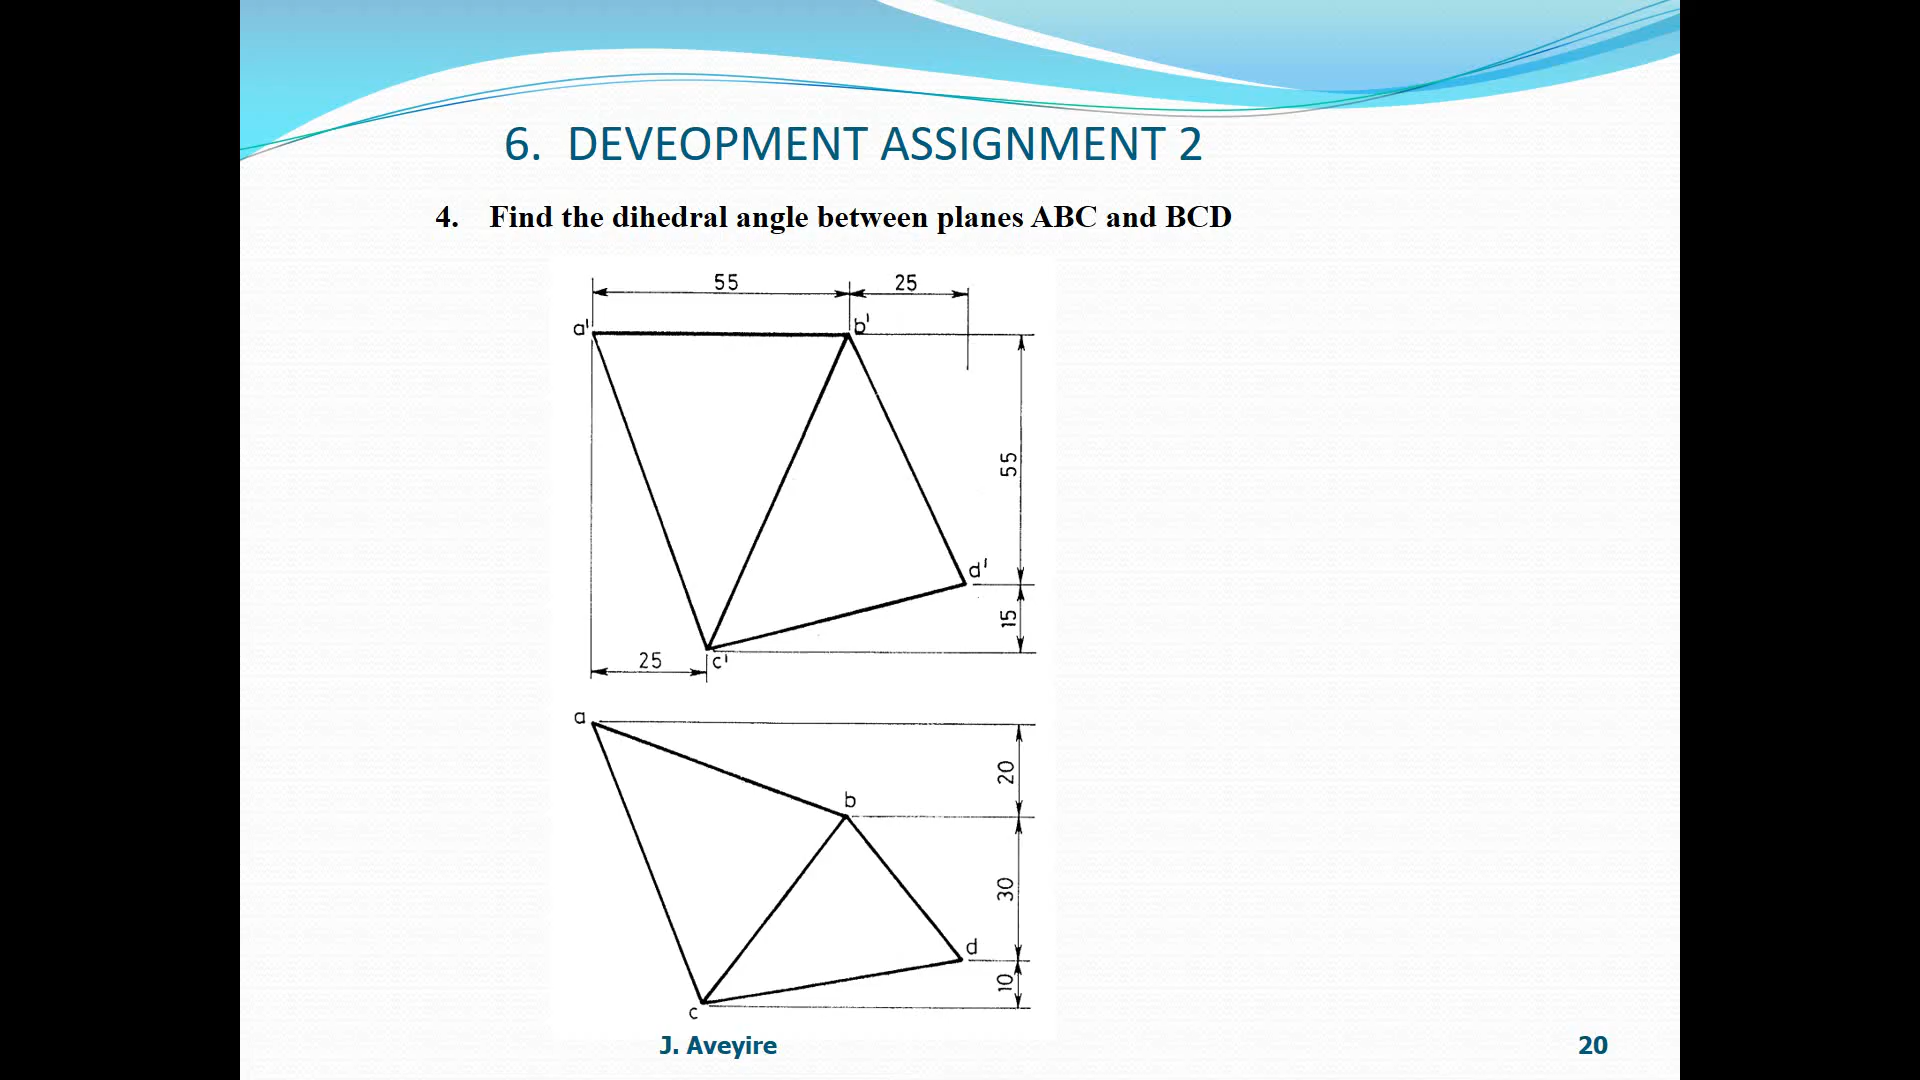 6. DEVEOPMENT ASSIGNMENT 2
4. Find the dihedral angle between planes ABC and BCD
55 25
a' b'
55
d'
15
25 c'
a
20
b
30
d
10
c
J. Aveyire 20